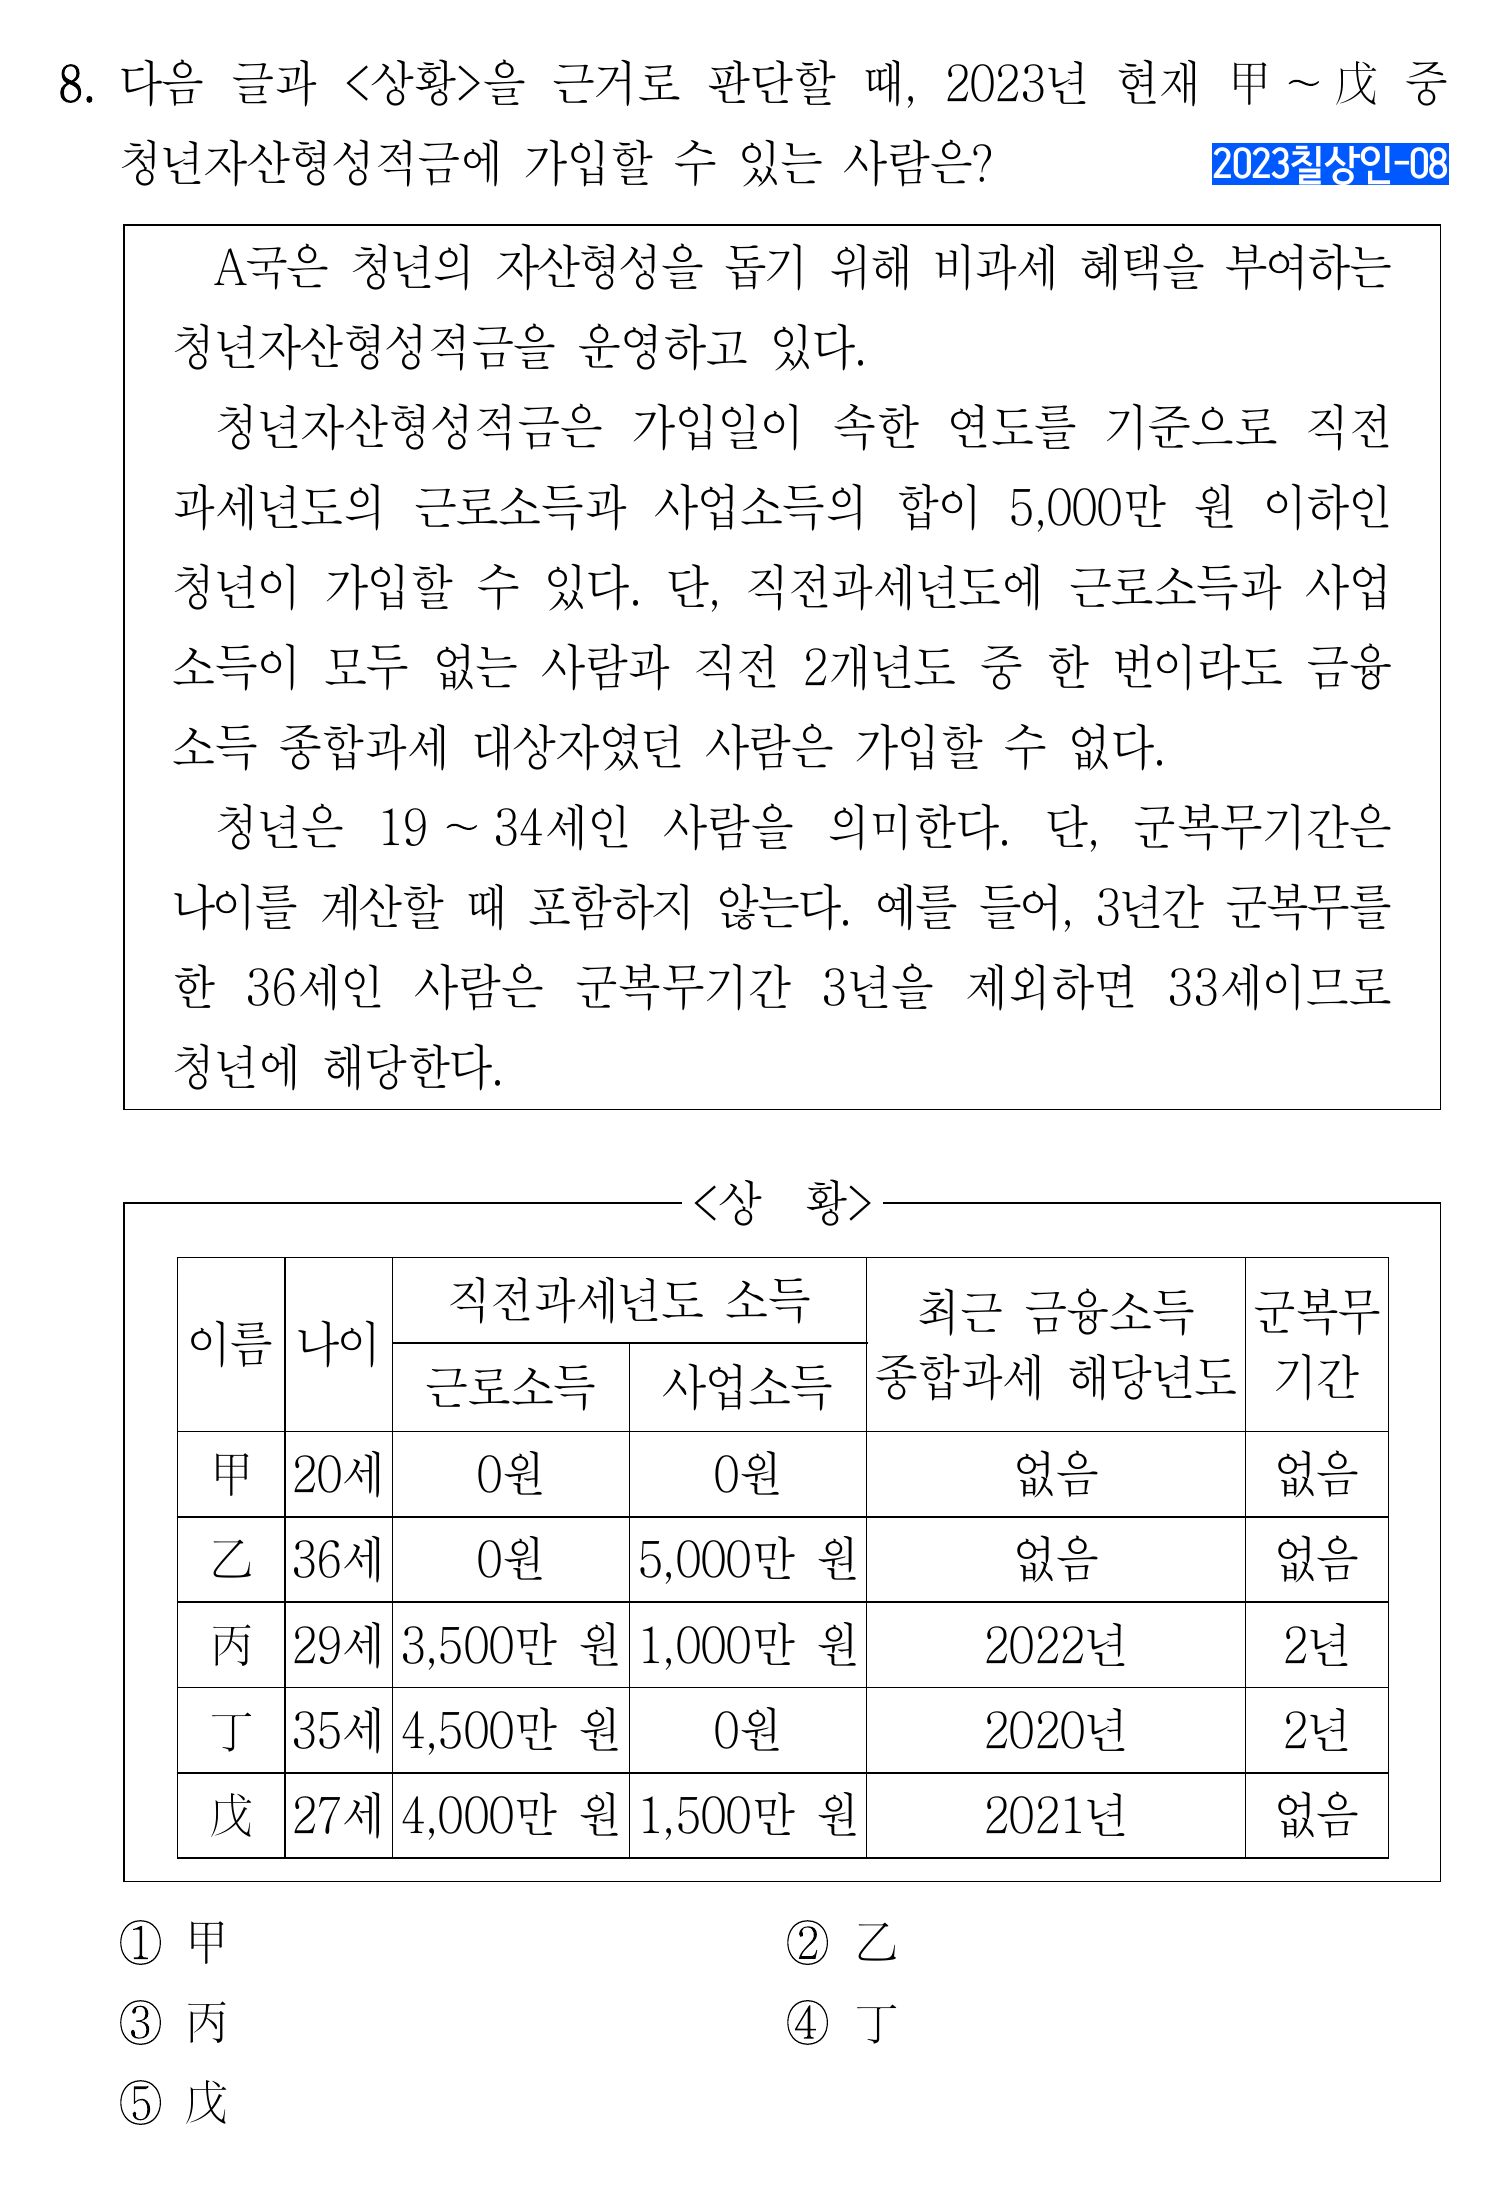 8. 다음 글과 <상황>을 근거로 판단할 때, 2023년 현재 甲~戊 중
청년자산형성적금에 가입할 수 있는 사람은?
2023칠상인-08
A국은 청년의 자산형성을 돕기 위해 비과세 혜택을 부여하는
청년자산형성적금을 운영하고 있다.
청년자산형성적금은 가입일이 속한 연도를 기준으로 직전
과세년도의 근로소득과 사업소득의 합이 5,000만 원 이하인
청년이 가입할 수 있다. 단, 직전과세년도에 근로소득과 사업
소득이 모두 없는 사람과 직전 2개년도 중 한 번이라도 금융
소득 종합과세 대상자였던 사람은 가입할 수 없다.
청년은 19~34세인 사람을 의미한다. 단, 군복무기간은
나이를 계산할 때 포함하지 않는다. 예를 들어, 3년간 군복무를
한 36세인 사람은 군복무기간 3년을 제외하면 33세이므로
청년에 해당한다.
<상 황>
이름 나이 직전과세년도 소득 최근 금융소득 종합과세 해당년도 군복무 기간
근로소득 사업소득
甲 20세 0원 0원 없음 없음
乙 36세 0원 5,000만 원 없음 없음
丙 29세 3,500만 원 1,000만 원 2022년 2년
丁 35세 4,500만 원 0원 2020년 2년
戊 27세 4,000만 원 1,500만 원 2021년 없음
① 甲 ② 乙
③ 丙 ④ 丁
⑤ 戊